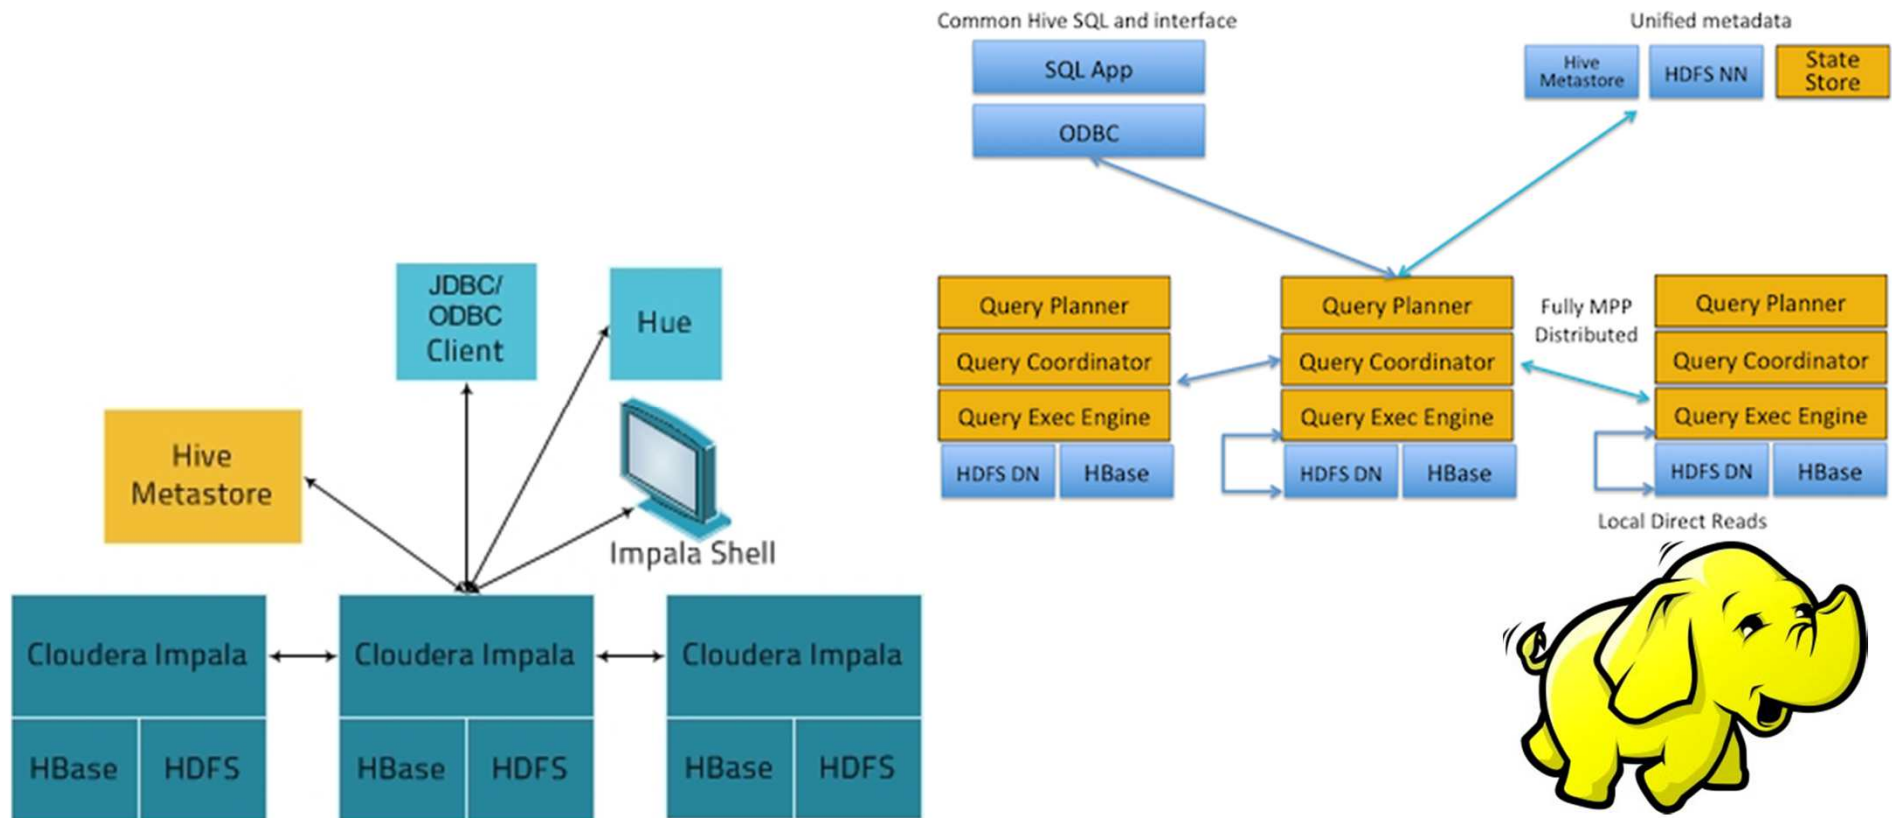 Common Hive SQL and interface
SQL App
ODBC
Unified metadata
Hive
Metastore
HDFS NN
State
Store
JDBC/
ODBC
Client
Hue
Hive
Metastore
Impala Shell
Cloudera Impala
HBase
HDFS
Cloudera Impala
HBase
HDFS
Cloudera Impala
HBase
HDFS
Query Planner
Query Coordinator
Query Exec Engine
HDFS DN
HBase
Query Planner
Query Coordinator
Query Exec Engine
HDFS DN
HBase
Fully MPP
Distributed
Query Planner
Query Coordinator
Query Exec Engine
HDFS DN
HBase
Local Direct Reads